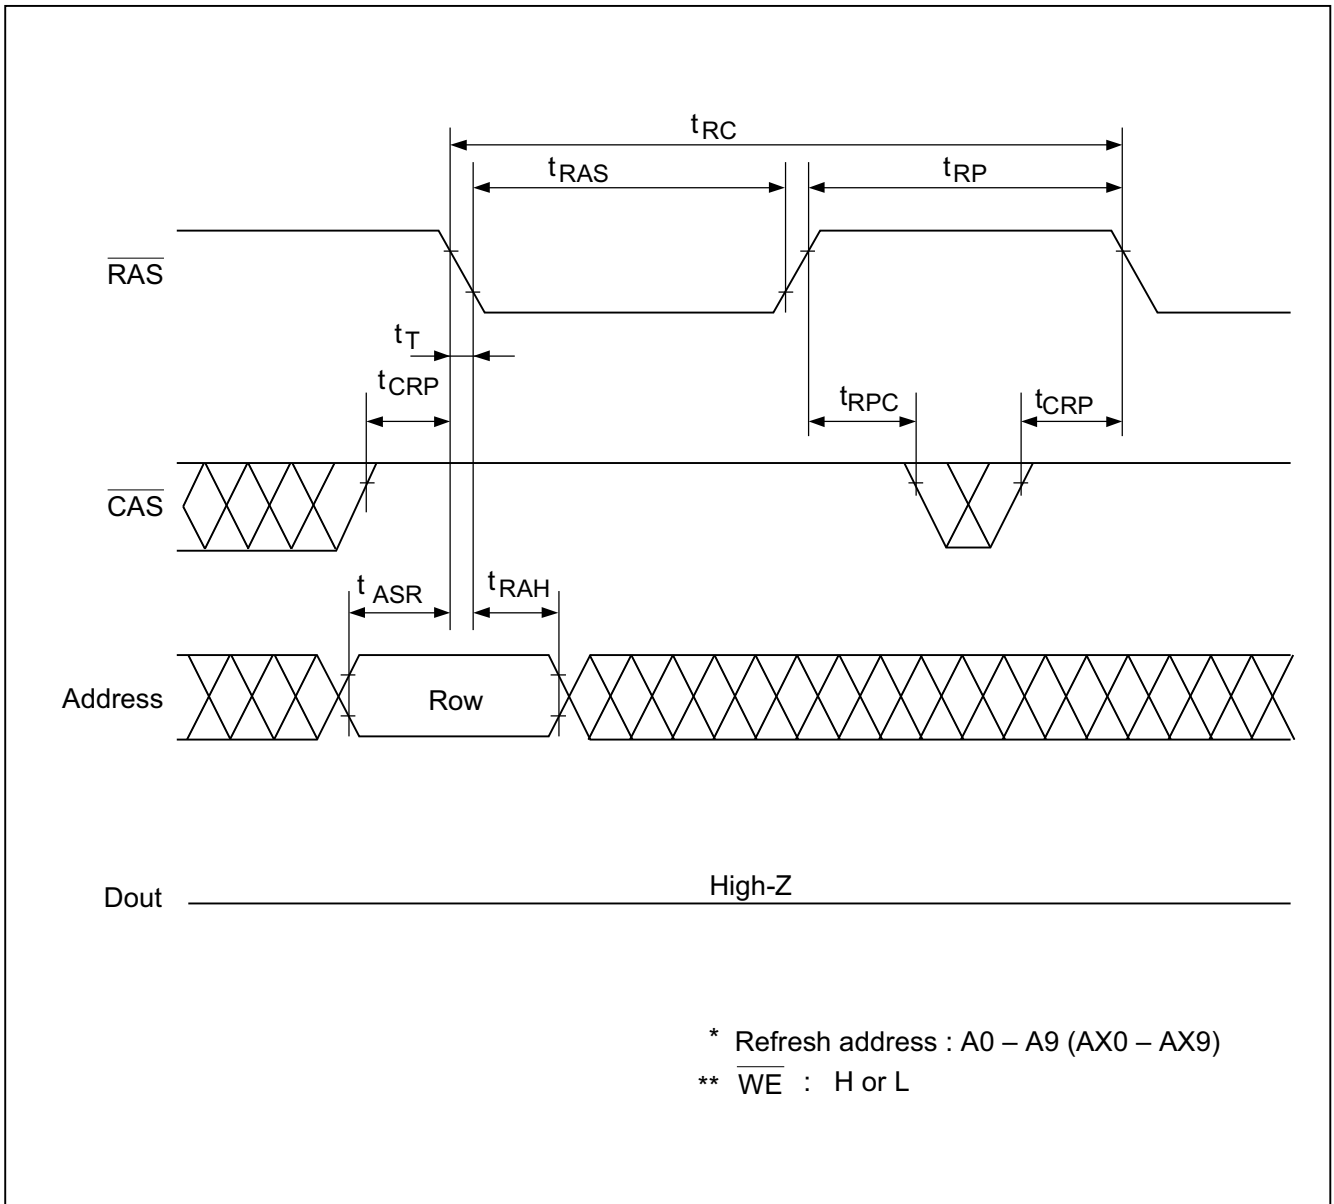 tRC
tRAS tRP
RAS
tT
tCRP tRPC tCRP
CAS
t ASR tRAH
Address Row
Dout High-Z
* Refresh address : A0 – A9 (AX0 – AX9)
** WE : H or L